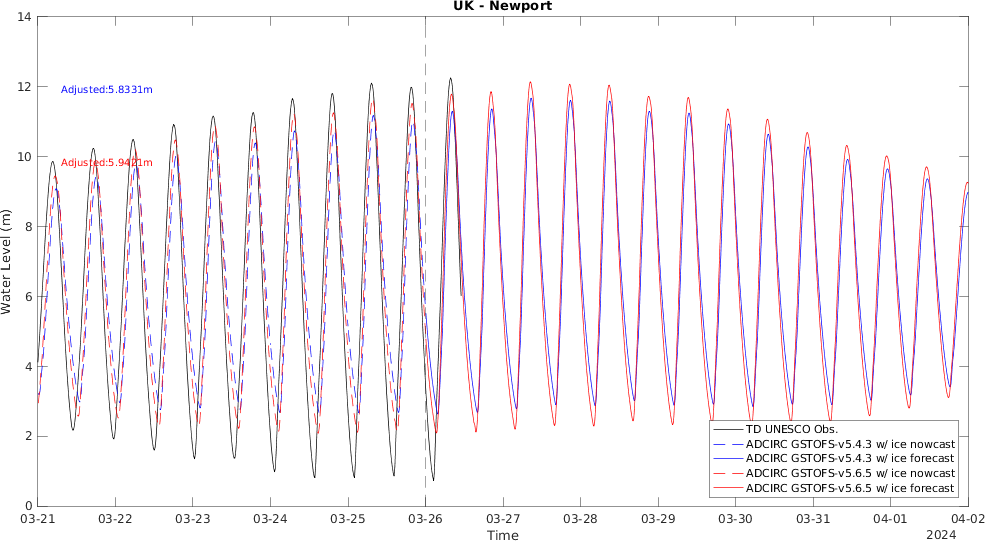 UK - Newport
14
12
10
8
6
4
2
0
Water Level (m)
Adjusted:5.8331m
Adjusted:5.9421m
TD UNESCO Obs.
ADCIRC GSTOFS-v5.4.3 w/ ice nowcast
ADCIRC GSTOFS-v5.4.3 w/ ice forecast
ADCIRC GSTOFS-v5.6.5 w/ ice nowcast
ADCIRC GSTOFS-v5.6.5 w/ ice forecast
03-21 03-22 03-23 03-24 03-25 03-26 03-27 03-28 03-29 03-30 03-31 04-01 04-02
Time 2024